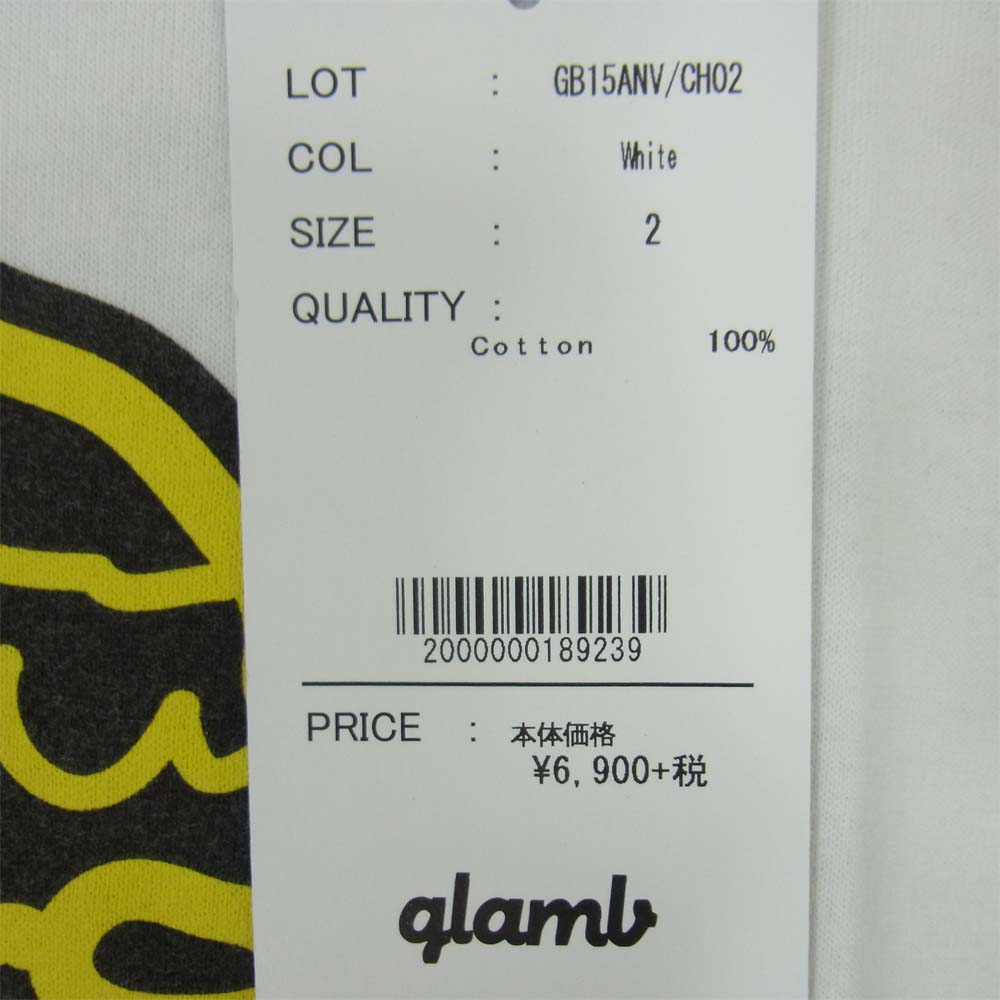 LOT : GB15ANV/CH02
COL : White
SIZE : 2
QUALITY :
Cotton 100%
2000000189239
PRICE : 本体価格
¥6,900+税
glamb